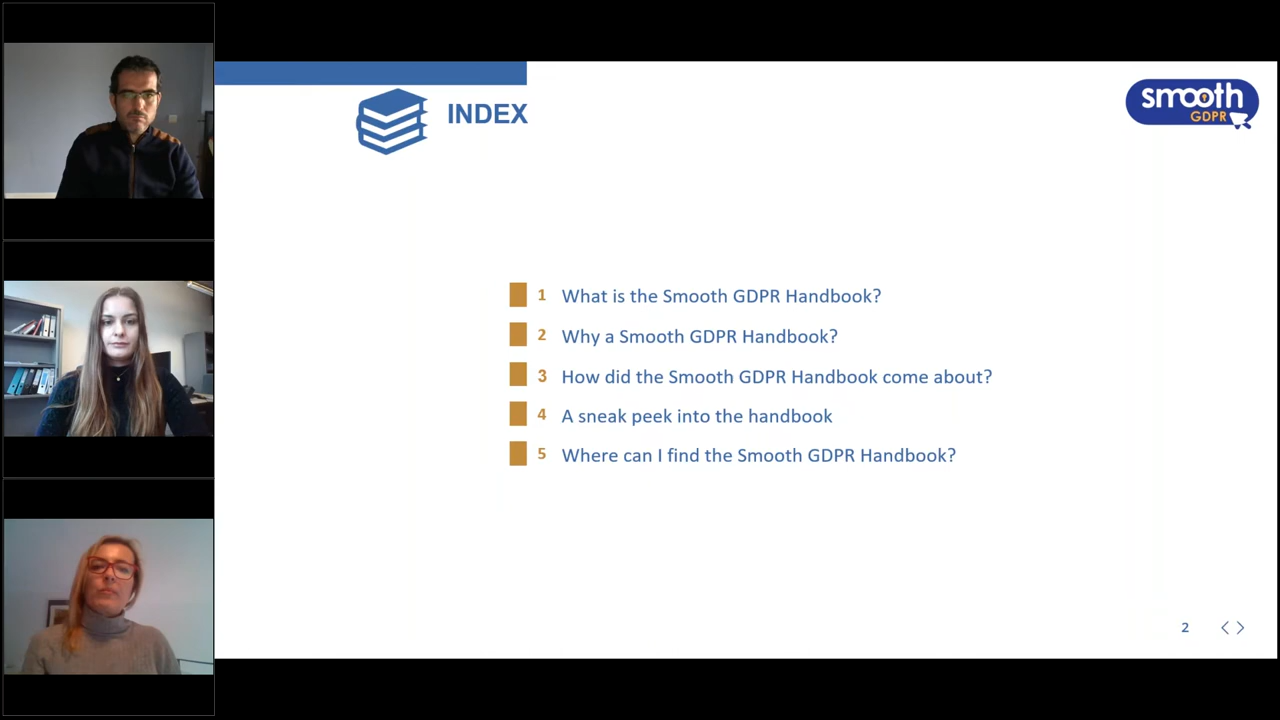 INDEX
smooth
GDPR
1 What is the Smooth GDPR Handbook?
2 Why a Smooth GDPR Handbook?
3 How did the Smooth GDPR Handbook come about?
4 A sneak peek into the handbook
5 Where can I find the Smooth GDPR Handbook?
2